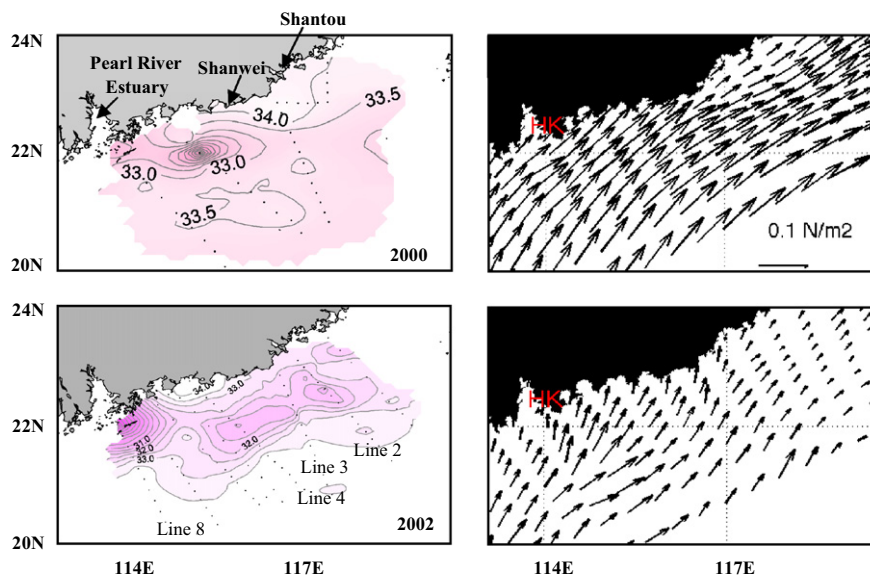 24N
Shantou
Pearl River
Estuary
Shanwei
34.0
33.5
22N
33.0
33.0
33.5
20N
2000
HK
0.1 N/m2
24N
34.0
33.0
22N
31.0
32.0
33.0
32.0
Line 2
Line 3
Line 4
Line 8
2002
20N
114E
117E
HK
114E
117E